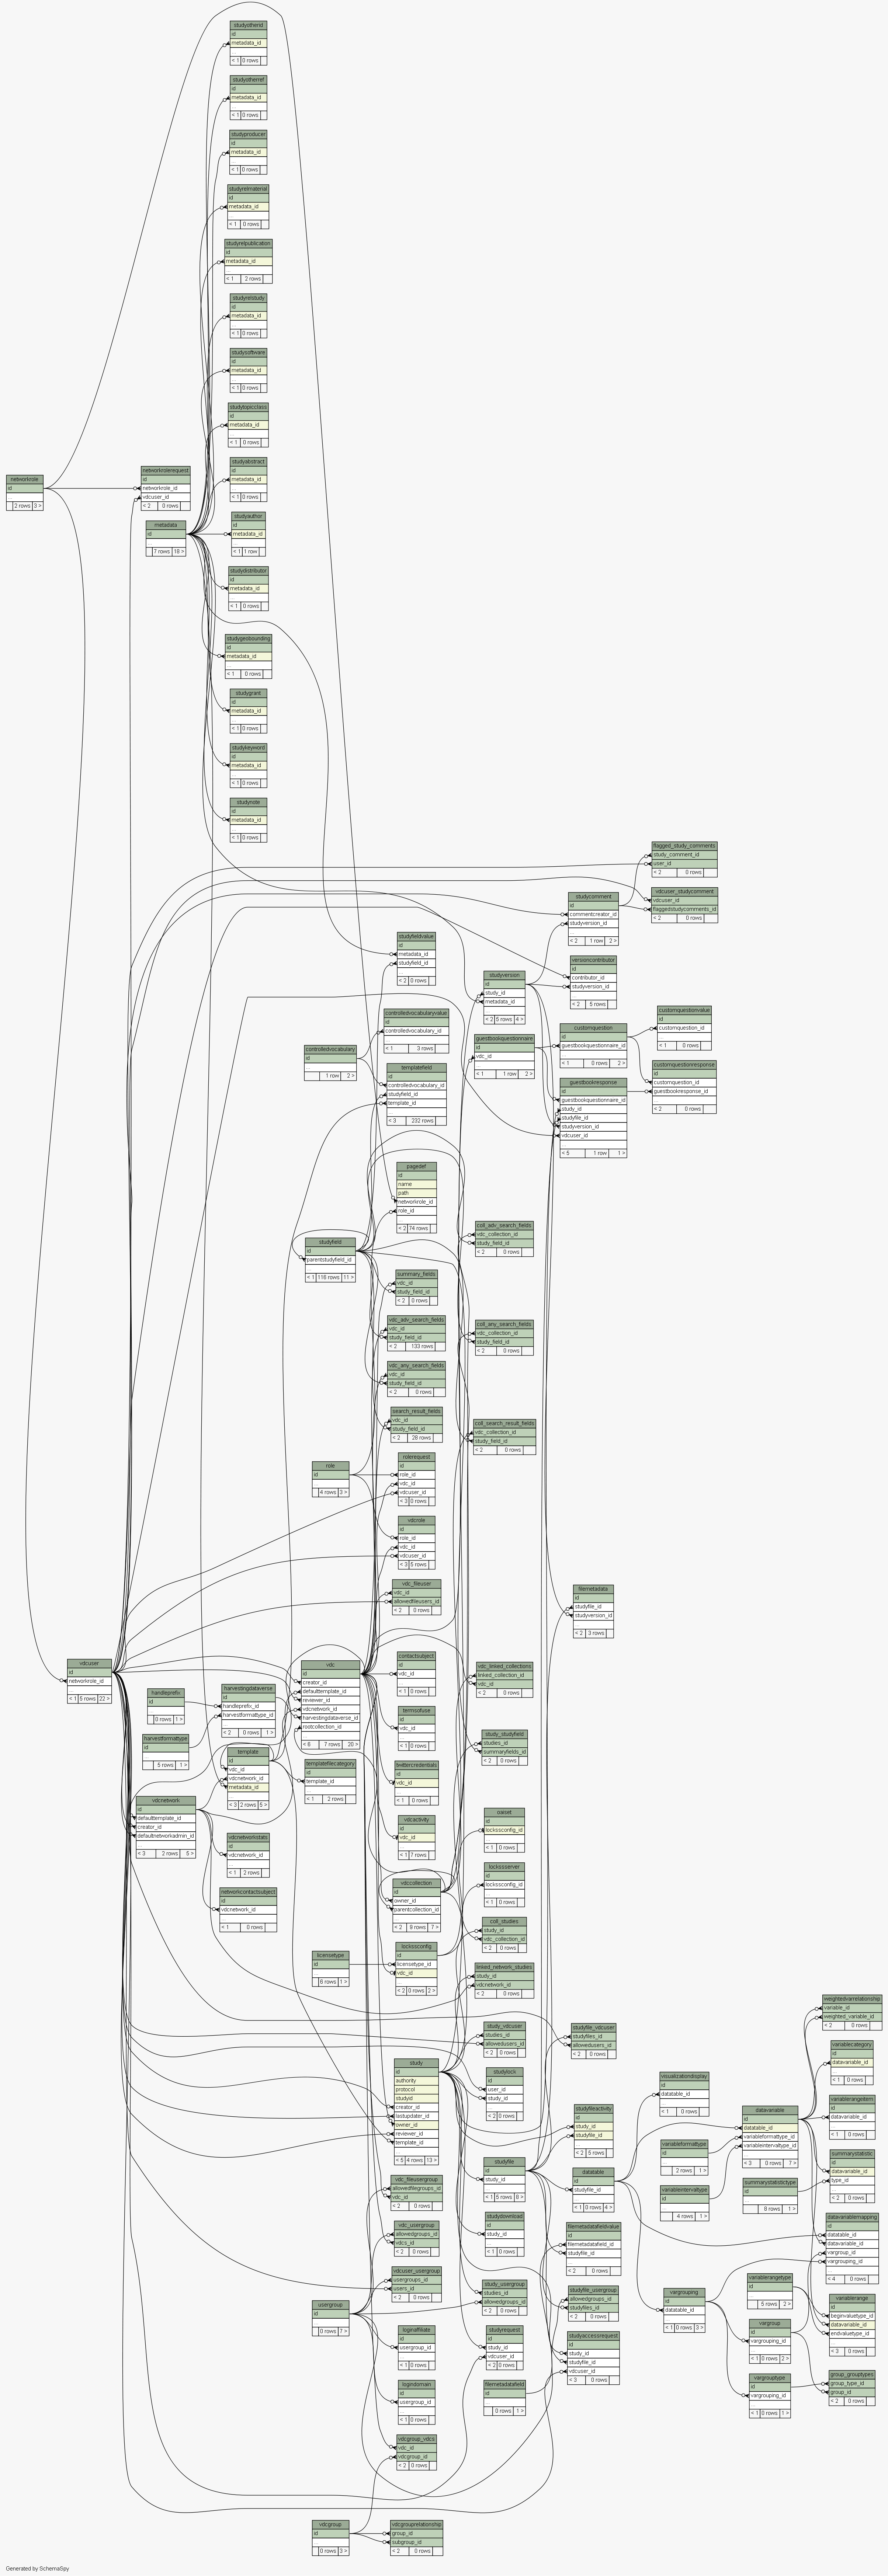 studyotherid
id
metadata_id
...
< 1 0 rows
studyotherref
id
metadata_id
...
< 1 0 rows
studyproducer
id
metadata_id
...
< 1 0 rows
studyrelmaterial
id
metadata_id
...
< 1 0 rows
studyrelpublication
id
metadata_id
...
< 1 2 rows
studyrelstudy
id
metadata_id
...
< 1 0 rows
studysoftware
id
metadata_id
...
< 1 0 rows
studytopicclass
id
metadata_id
...
< 1 0 rows
studyabstract
id
metadata_id
...
< 1 0 rows
networkrole
id
...
2 rows 3 >
networkrolerequest
id
networkrole_id
vdcuser_id
< 2 0 rows
metadata
id
...
7 rows 18 >
studyauthor
id
metadata_id
...
< 1 1 row
studydistributor
id
metadata_id
...
< 1 0 rows
studygeobounding
id
metadata_id
...
< 1 0 rows
studygrant
id
metadata_id
...
< 1 0 rows
studykeyword
id
metadata_id
...
< 1 0 rows
studynote
id
metadata_id
...
< 1 0 rows
flagged_study_comments
study_comment_id
user_id
< 2 0 rows
vdcuser_studycomment
vdcuser_id
flaggedstudycomments_id
< 2 0 rows
studycomment
id
commentcreator_id
studyversion_id
...
< 2 1 row 2 >
studyfieldvalue
id
metadata_id
studyfield_id
...
< 2 0 rows
versioncontributor
id
contributor_id
studyversion_id
...
< 2 5 rows
studyversion
id
study_id
metadata_id
...
< 2 5 rows 4 >
controlledvocabularyvalue
id
controlledvocabulary_id
...
< 1 3 rows
customquestionvalue
id
customquestion_id
...
< 1 0 rows
customquestion
id
guestbookquestionnaire_id
...
< 1 0 rows 2 >
guestbookquestionnaire
id
vdc_id
...
< 1 1 row 2 >
controlledvocabulary
id
...
1 row 2 >
customquestionresponse
id
customquestion_id
guestbookresponse_id
...
< 2 0 rows
templatefield
id
controlledvocabulary_id
studyfield_id
template_id
...
< 3 232 rows
guestbookresponse
id
guestbookquestionnaire_id
study_id
studyfile_id
studyversion_id
vdcuser_id
...
< 5 1 row 1 >
pagedef
id
name
path
networkrole_id
role_id
...
< 2 74 rows
coll_adv_search_fields
vdc_collection_id
study_field_id
< 2 0 rows
studyfield
id
parentstudyfield_id
...
< 1 116 rows 11 >
summary_fields
vdc_id
study_field_id
< 2 0 rows
vdc_adv_search_fields
vdc_id
study_field_id
< 2 133 rows
coll_any_search_fields
vdc_collection_id
study_field_id
< 2 0 rows
vdc_any_search_fields
vdc_id
study_field_id
< 2 0 rows
search_result_fields
vdc_id
study_field_id
< 2 28 rows
coll_search_result_fields
vdc_collection_id
study_field_id
< 2 0 rows
role
id
...
4 rows 3 >
rolerequest
id
role_id
vdc_id
vdcuser_id
< 3 0 rows
vdcrole
id
role_id
vdc_id
vdcuser_id
< 3 5 rows
vdc_fileuser
vdc_id
allowedfileusers_id
< 2 0 rows
filemetadata
id
studyfile_id
studyversion_id
...
< 2 3 rows
vdcuser
id
networkrole_id
...
< 1 5 rows 22 >
vdc
id
creator_id
defaulttemplate_id
reviewer_id
vdcnetwork_id
harvestingdataverse_id
rootcollection_id
...
< 6 7 rows 20 >
contactsubject
id
vdc_id
...
< 1 0 rows
vdc_linked_collections
linked_collection_id
vdc_id
< 2 0 rows
handleprefix
id
...
0 rows 1 >
harvestingdataverse
id
handleprefix_id
harvestformattype_id
...
< 2 0 rows 1 >
termsofuse
id
vdc_id
...
< 1 0 rows
study_studyfield
studies_id
summaryfields_id
< 2 0 rows
harvestformattype
id
...
5 rows 1 >
template
id
vdc_id
vdcnetwork_id
metadata_id
...
< 3 2 rows 5 >
templatefilecategory
id
template_id
...
< 1 2 rows
twittercredentials
id
vdc_id
...
< 1 0 rows
vdcnetwork
id
defaulttemplate_id
creator_id
defaultnetworkadmin_id
...
< 3 2 rows 5 >
oaiset
id
lockssconfig_id
...
< 1 0 rows
vdcactivity
id
vdc_id
...
< 1 7 rows
vdcnetworkstats
id
vdcnetwork_id
...
< 1 2 rows
lockssserver
id
lockssconfig_id
...
< 1 0 rows
networkcontactsubject
id
vdcnetwork_id
...
< 1 0 rows
vdccollection
id
owner_id
parentcollection_id
...
< 2 9 rows 7 >
coll_studies
study_id
vdc_collection_id
< 2 0 rows
licensetype
id
...
6 rows 1 >
lockssconfig
id
licensetype_id
vdc_id
...
< 2 0 rows 2 >
linked_network_studies
study_id
vdcnetwork_id
< 2 0 rows
weightedvarrelationship
variable_id
weighted_variable_id
< 2 0 rows
study_vdcuser
studies_id
allowedusers_id
< 2 0 rows
studyfile_vdcuser
studyfiles_id
allowedusers_id
< 2 0 rows
variablecategory
id
datavariable_id
...
< 1 0 rows
study
id
authority
protocol
studyid
creator_id
lastupdater_id
owner_id
reviewer_id
template_id
...
< 5 4 rows 13 >
studylock
id
user_id
study_id
...
< 2 0 rows
visualizationdisplay
id
datatable_id
...
< 1 0 rows
variablerangeitem
id
datavariable_id
...
< 1 0 rows
studyfileactivity
id
study_id
studyfile_id
...
< 2 5 rows
datavariable
id
datatable_id
variableformattype_id
variableintervaltype_id
...
< 3 0 rows 7 >
variableformattype
id
...
2 rows 1 >
summarystatistic
id
datavariable_id
type_id
...
< 2 0 rows
studyfile
id
study_id
...
< 1 5 rows 8 >
datatable
id
studyfile_id
...
< 1 0 rows 4 >
vdc_fileusergroup
allowedfilegroups_id
vdc_id
< 2 0 rows
variableintervaltype
id
...
4 rows 1 >
summarystatistictype
id
...
8 rows 1 >
studydownload
id
study_id
...
< 1 0 rows
filemetadatafieldvalue
id
filemetadatafield_id
studyfile_id
...
< 2 0 rows
vdc_usergroup
allowedgroups_id
vdcs_id
< 2 0 rows
datavariablemapping
id
datatable_id
datavariable_id
vargroup_id
vargrouping_id
...
< 4 0 rows
vdcuser_usergroup
usergroups_id
users_id
< 2 0 rows
study_usergroup
studies_id
allowedgroups_id
< 2 0 rows
studyfile_usergroup
allowedgroups_id
studyfiles_id
< 2 0 rows
variablerangetype
id
...
5 rows 2 >
vargrouping
id
datatable_id
...
< 1 0 rows 3 >
variablerange
id
beginvaluetype_id
datavariable_id
endvaluetype_id
...
< 3 0 rows
usergroup
id
...
0 rows 7 >
loginaffiliate
id
usergroup_id
...
< 1 0 rows
studyrequest
id
study_id
vdcuser_id
< 2 0 rows
studyaccessrequest
id
study_id
studyfile_id
vdcuser_id
< 3 0 rows
vargroup
id
vargrouping_id
...
< 1 0 rows 2 >
logindomain
id
usergroup_id
...
< 1 0 rows
filemetadatafield
id
...
0 rows 1 >
vargrouptype
id
vargrouping_id
...
< 1 0 rows 1 >
group_grouptypes
group_type_id
group_id
< 2 0 rows
vdcgroup_vdcs
vdc_id
vdcgroup_id
< 2 0 rows
vdcgroup
id
...
0 rows 3 >
vdcgrouprelationship
group_id
subgroup_id
< 2 0 rows
Generated by SchemaSpy